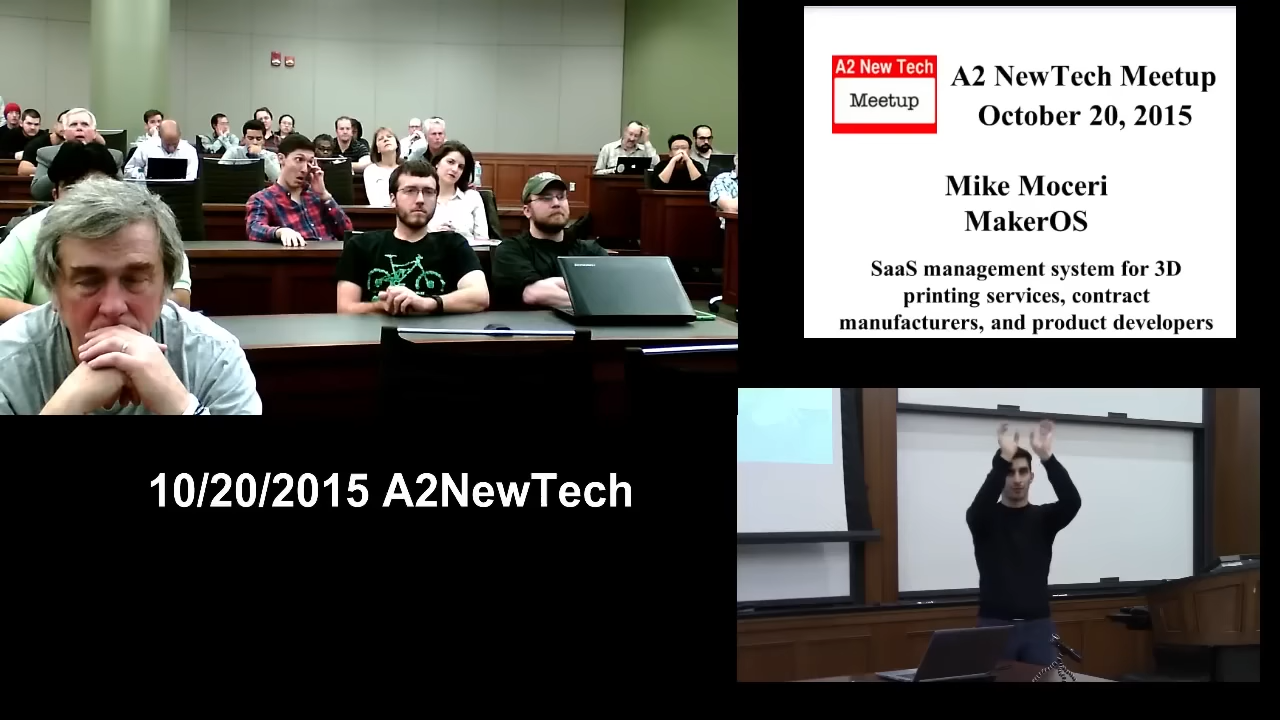 A2 New Tech
Meetup
A2 NewTech Meetup
October 20, 2015
Mike Moceri
MakerOS
SaaS management system for 3D
printing services, contract
manufacturers, and product developers
10/20/2015 A2NewTech